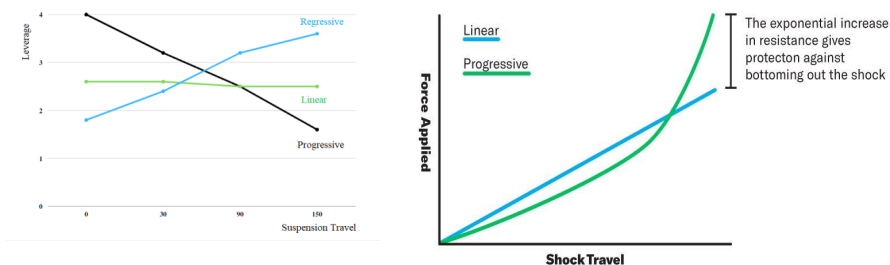 4
Regressive
Leverage
3
Linear
2
Progressive
1
0
0
30
90
150
Suspension Travel
Linear
Progressive
Force Applied
Shock Travel
The exponential increase
in resistance gives
protecton against
bottoming out the shock